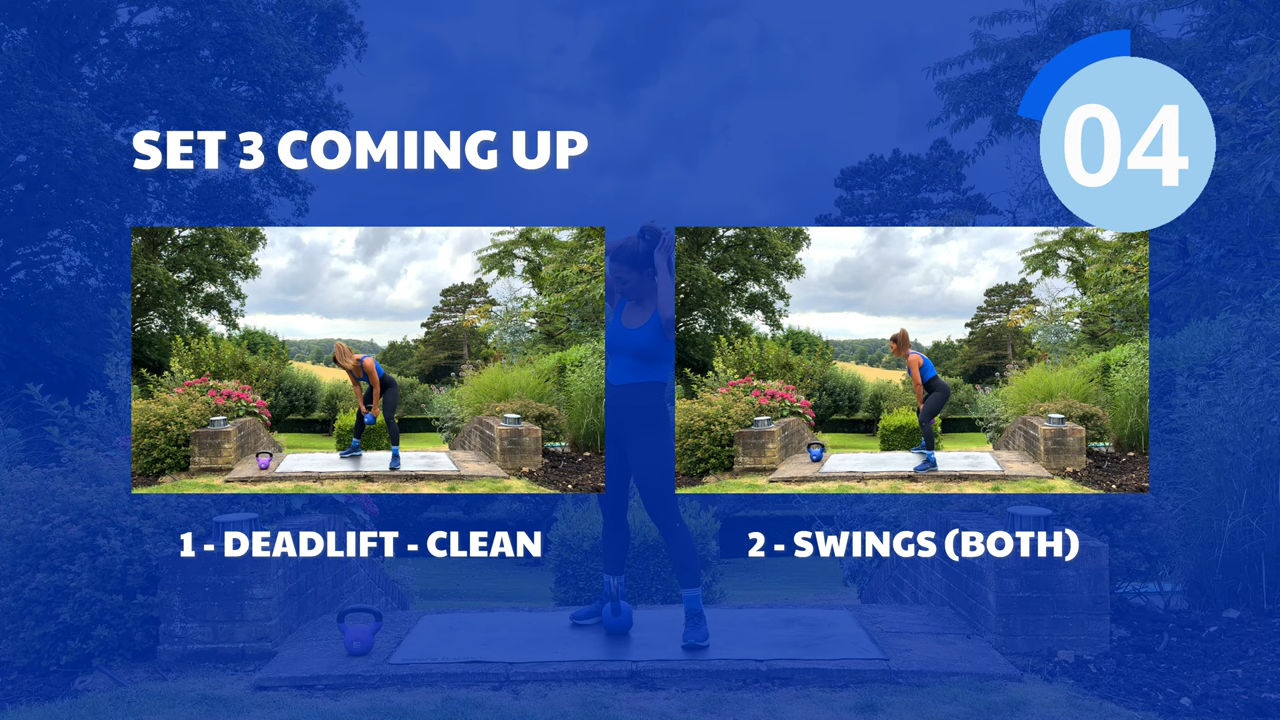 SET 3 COMING UP
04
1 - DEADLIFT - CLEAN
2 - SWINGS (BOTH)